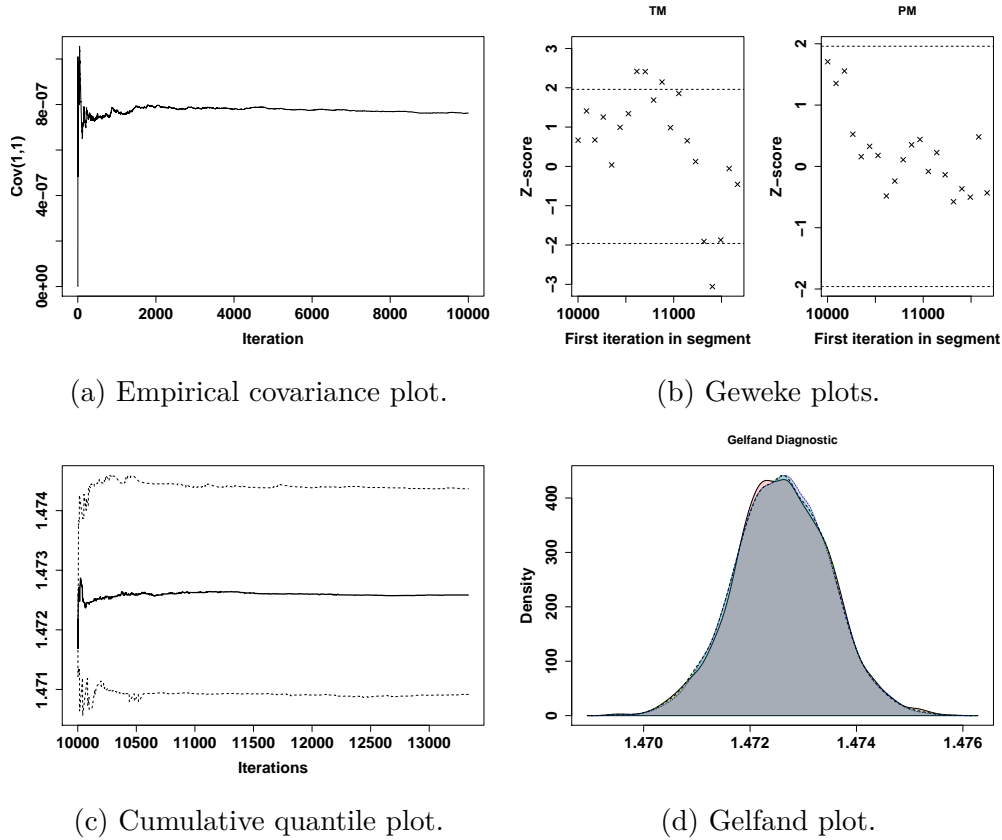 8e-07
4e-07
0e+00
Cov(1,1)
0
2000
4000
6000
8000
10000
Iteration
(a) Empirical covariance plot.
TM
3
2
1
0
-1
-2
-3
Z-score
10000
11000
First iteration in segment
PM
2
1
0
-1
-2
Z-score
10000
11000
First iteration in segment
(b) Geweke plots.
1.474
1.473
1.472
1.471
10000
10500
11000
11500
12000
12500
13000
Iterations
(c) Cumulative quantile plot.
Gelfand Diagnostic
400
300
200
100
0
Density
1.470
1.472
1.474
1.476
(d) Gelfand plot.